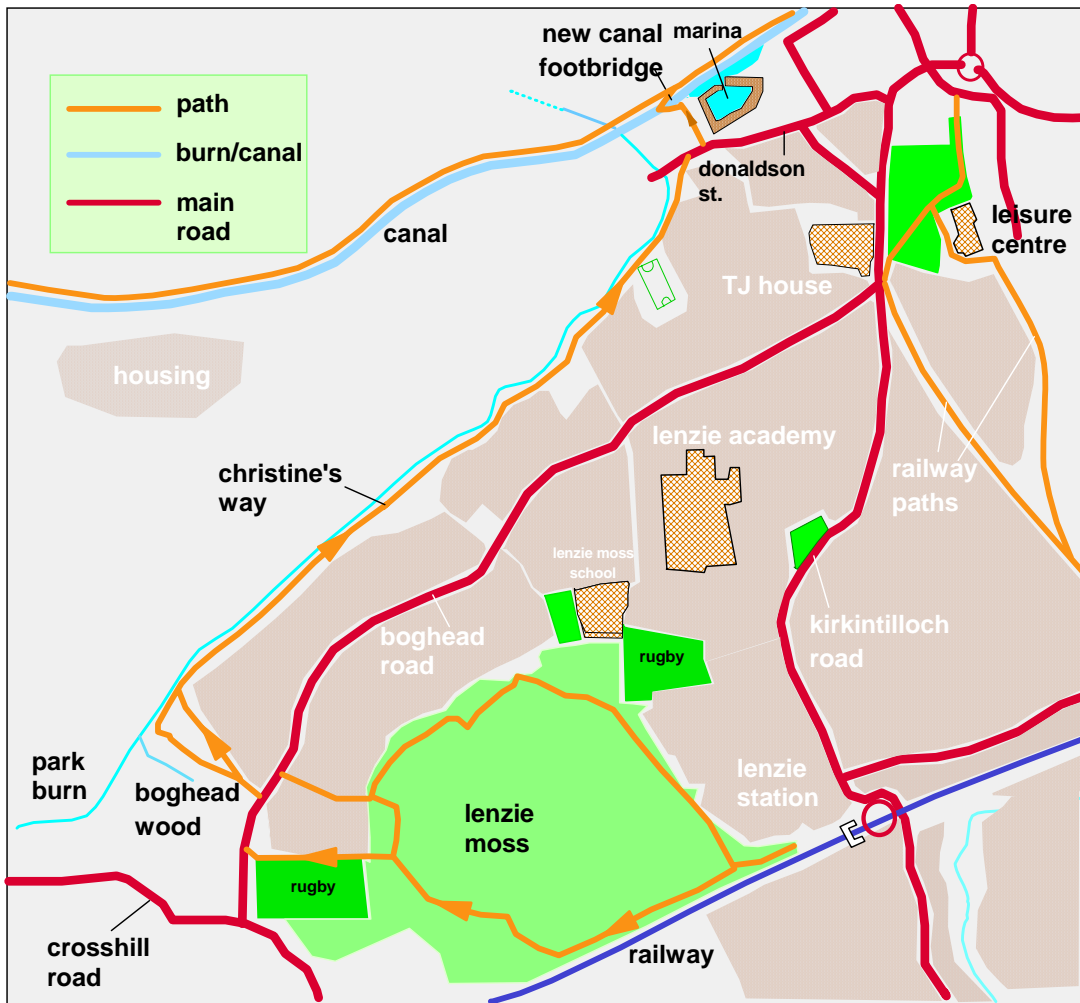 new canal
footbridge
marina
path
burn/canal
main
road
donaldson
st.
leisure
centre
canal
TJ house
housing
lenzie academy
christine's
way
railway
paths
lenzie moss
school
boghead
road
kirkintilloch
road
rugby
park
burn
boghead
wood
lenzie
station
lenzie
moss
rugby
crosshill
road
railway